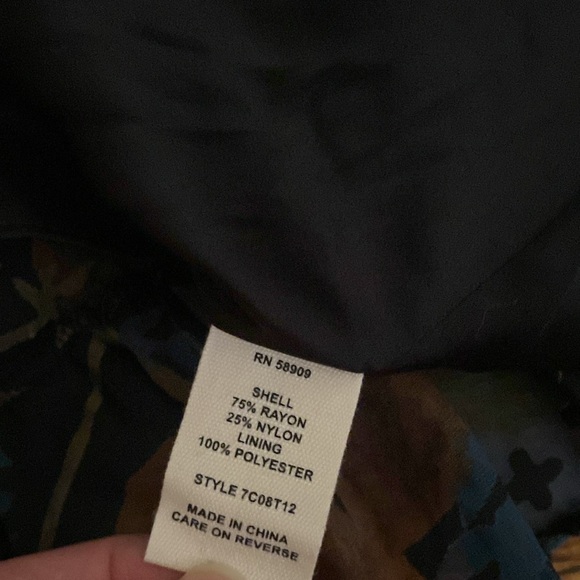 RN 58909
SHELL
75% RAYON
25% NYLON
LINING
100% POLYESTER
STYLE 7C08T12
MADE IN CHINA
CARE ON REVERSE